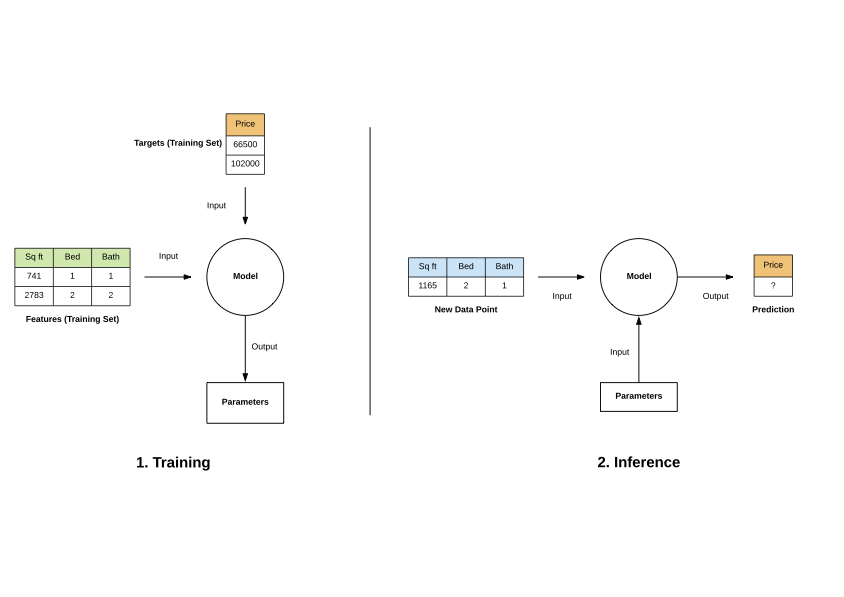 Price
Targets (Training Set)
66500
102000
Input
Sq ft Bed Bath
741 1 1
2783 2 2
Features (Training Set)
Input
Model
Output
Parameters
1. Training
Sq ft Bed Bath
1165 2 1
New Data Point
Input
Model
Output
Price
?
Prediction
Input
Parameters
2. Inference